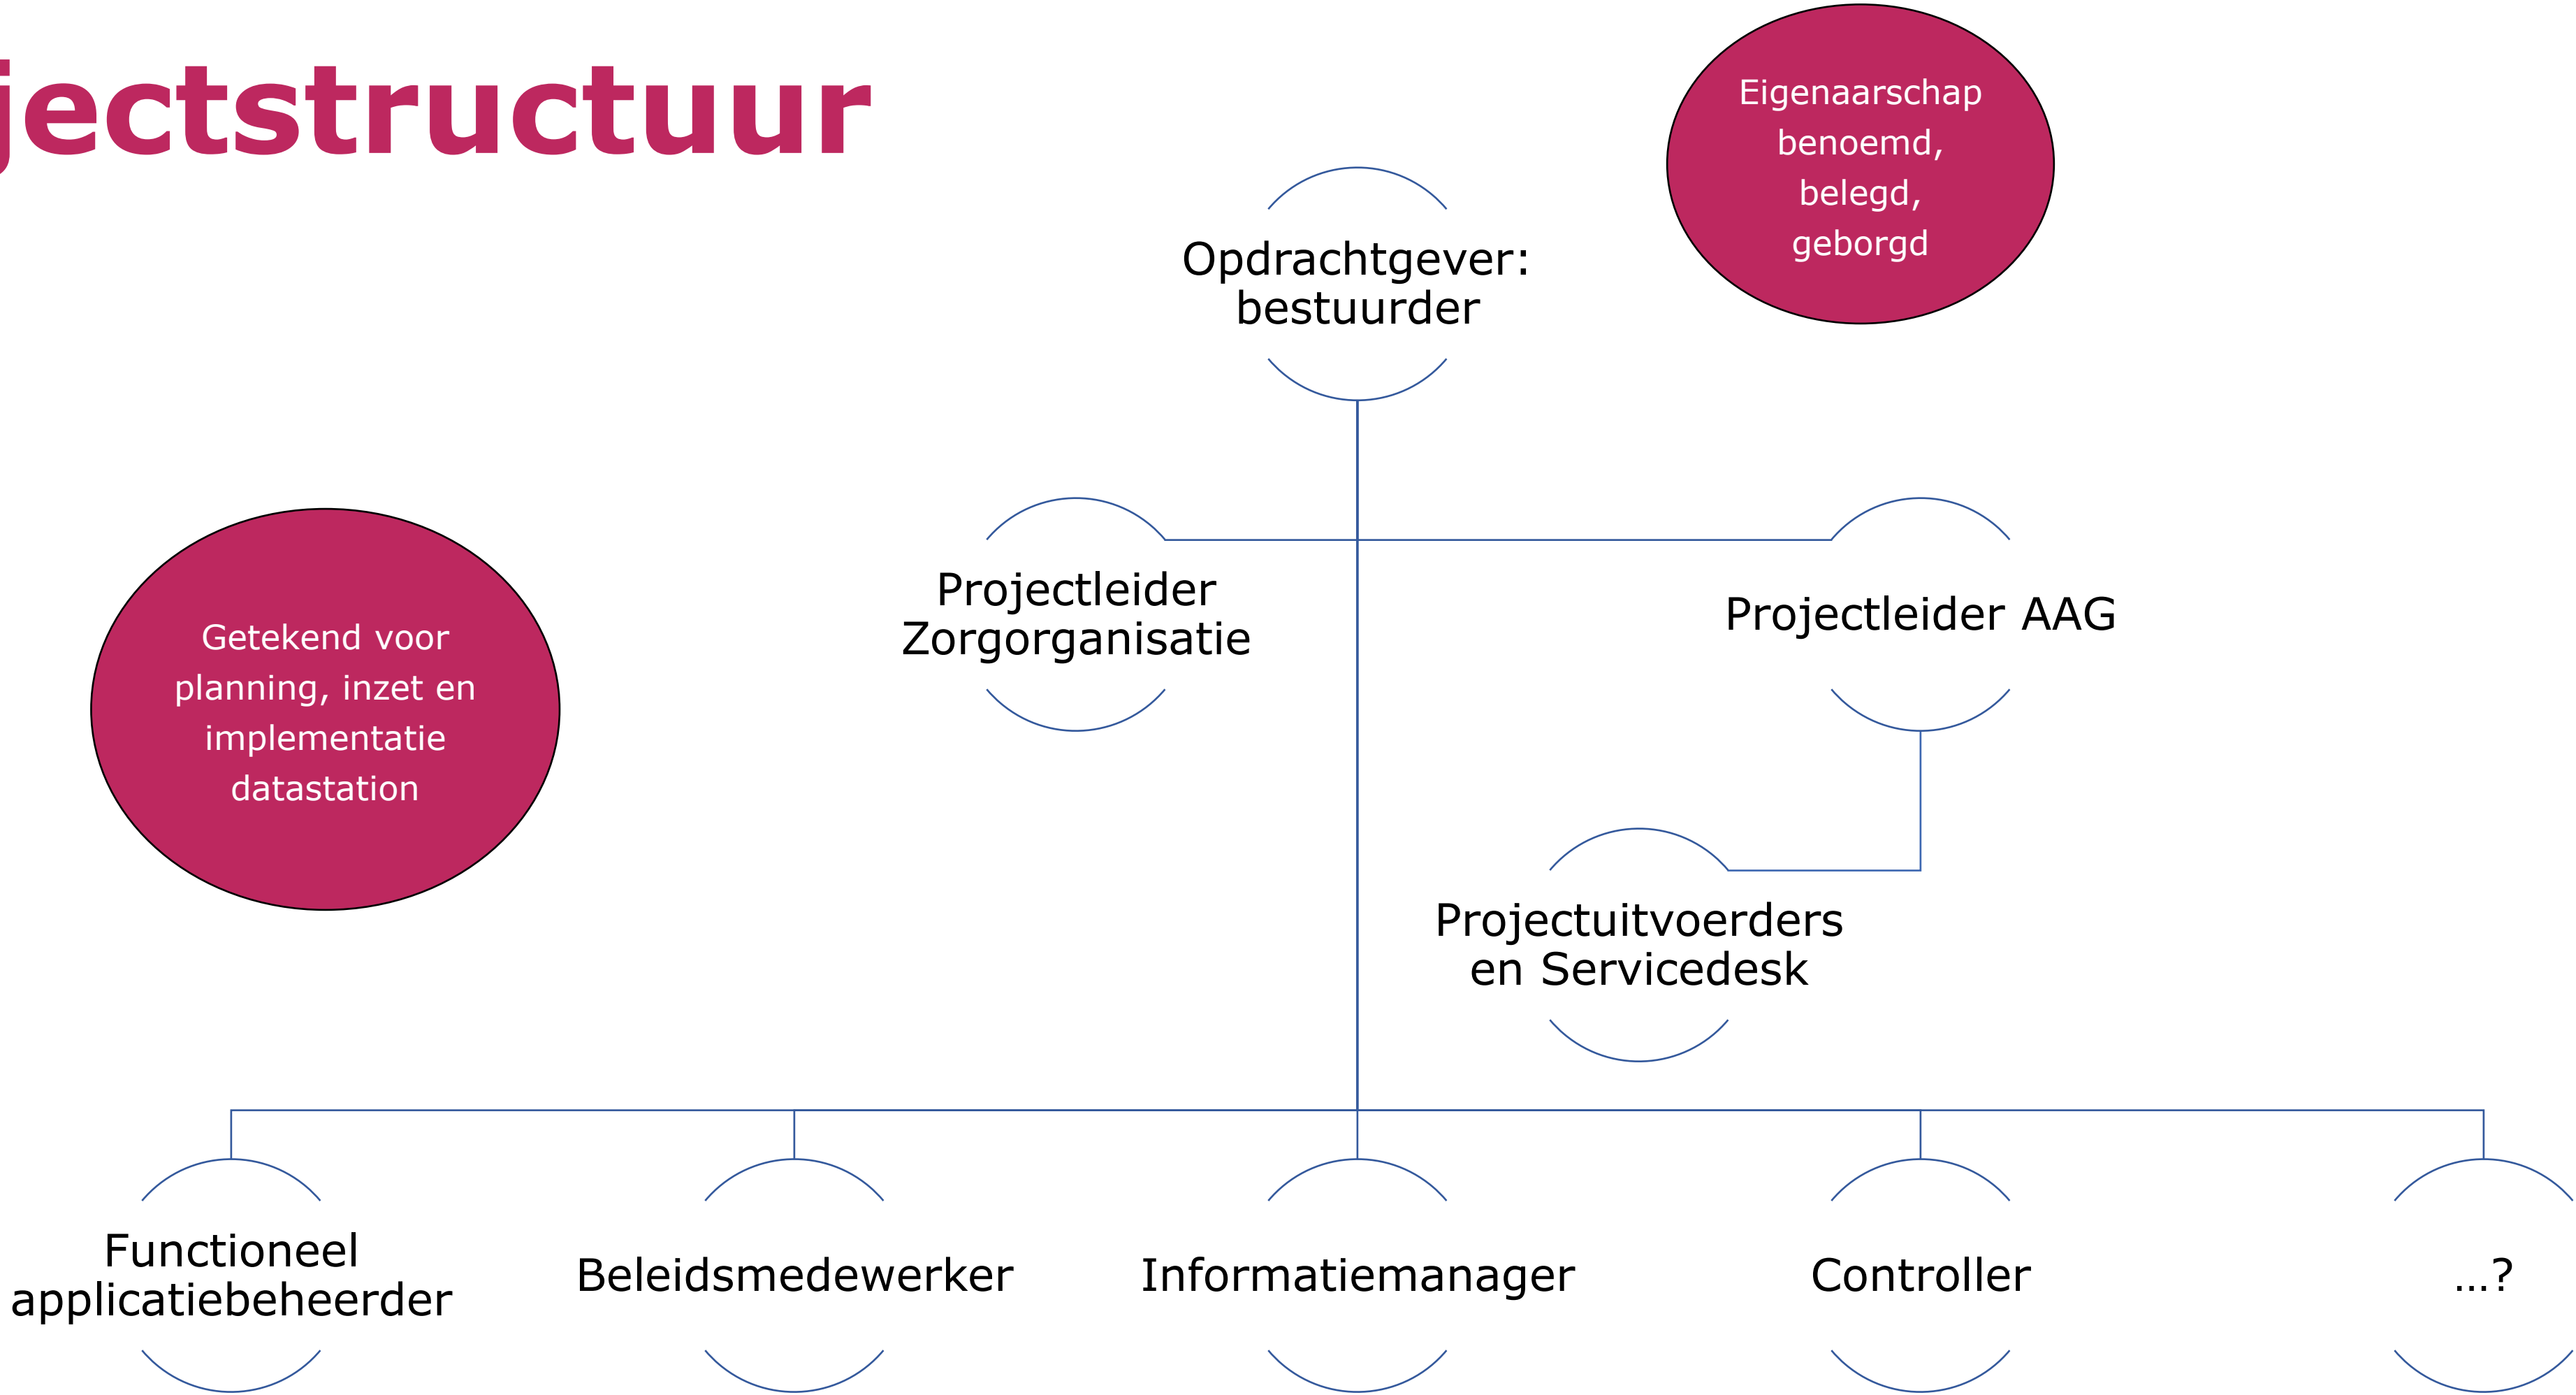 jectstructuur
Eigenaarschap
benoemd,
belegd,
geborgd
Opdrachtgever:
bestuurder
Projectleider
Zorgorganisatie
Projectleider AAG
Getekend voor
planning, inzet en
implementatie
datastation
Projectuitvoerders
en Servicedesk
Functioneel
applicatiebeheerder
Beleidsmedewerker
Informatiemanager
Controller
...?